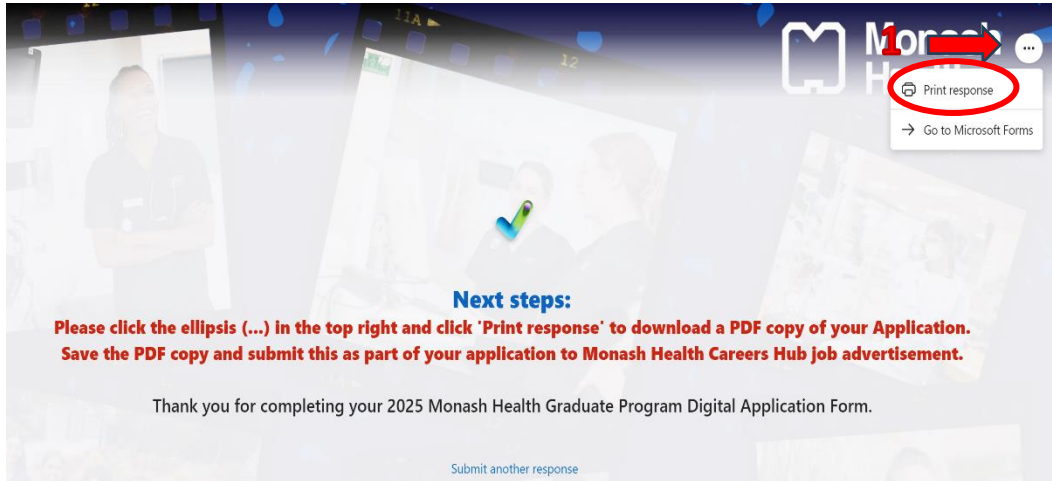 11A
12
Monash
Health
1
...
Print response
Go to Microsoft Forms
Next steps:
Please click the ellipsis (...) in the top right and click 'Print response' to download a PDF copy of your Application.
Save the PDF copy and submit this as part of your application to Monash Health Careers Hub job advertisement.
Thank you for completing your 2025 Monash Health Graduate Program Digital Application Form.
Submit another response